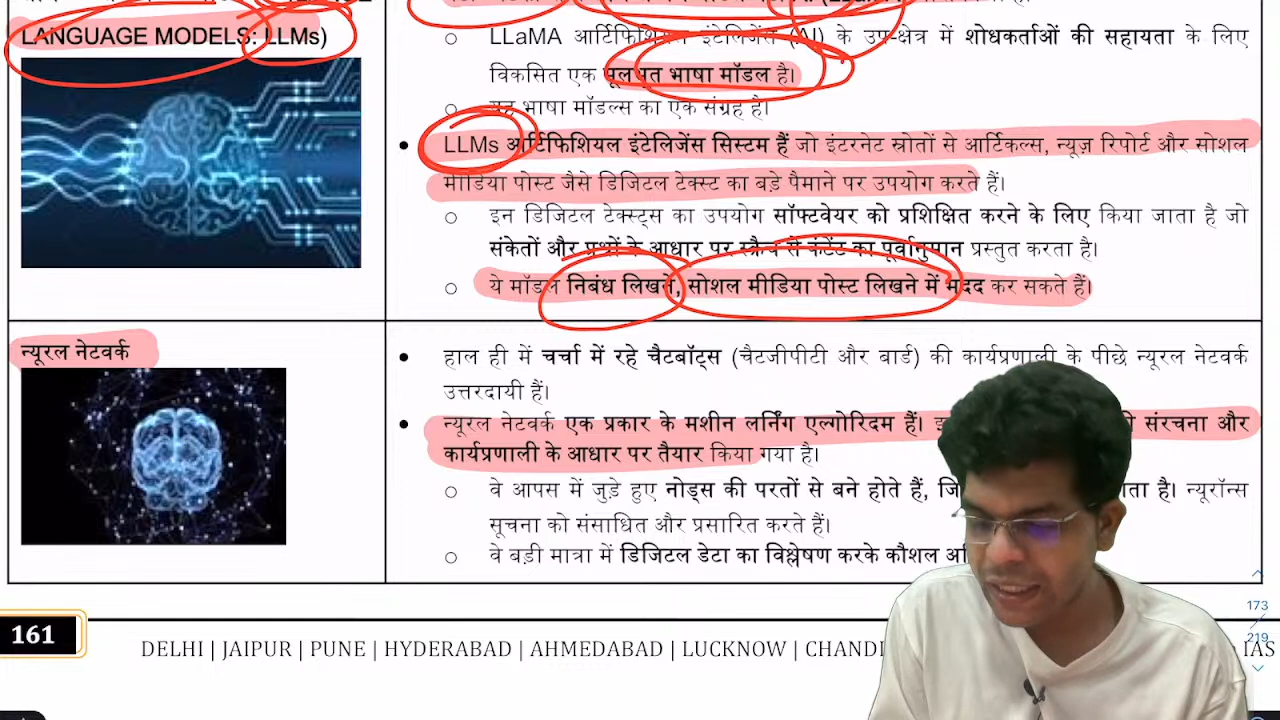 LANGUAGE MODELS: LLMs)
LLaMA आर्टिफिशियल इंटेलिजेंस (AI) के उप-क्षेत्र में शोधकर्ताओं की सहायता के लिए
विकसित एक मूलभूत भाषा मॉडल है।
यह भाषा मॉडल्स का एक संग्रह है।
LLMs आर्टिफिशियल इंटेलिजेंस सिस्टम हैं जो इंटरनेट स्रोतों से आर्टिकल्स, न्यूज़ रिपोर्ट और सोशल
मीडिया पोस्ट जैसे डिजिटल टेक्स्ट का बड़े पैमाने पर उपयोग करते हैं।
इन डिजिटल टेक्स्ट्स का उपयोग सॉफ्टवेयर को प्रशिक्षित करने के लिए किया जाता है जो
संकेतों और प्रश्नों के आधार पर स्क्रैच से कंटेंट का पूर्वानुमान प्रस्तुत करता है।
ये मॉडल निबंध लिखने, सोशल मीडिया पोस्ट लिखने में मदद कर सकते हैं।
न्यूरल नेटवर्क
हाल ही में चर्चा में रहे चैटबॉट्स (चैटजीपीटी और बार्ड) की कार्यप्रणाली के पीछे न्यूरल नेटवर्क
उत्तरदायी हैं।
न्यूरल नेटवर्क एक प्रकार के मशीन लर्निंग एल्गोरिदम हैं। संरचना और
कार्यप्रणाली के आधार पर तैयार किया गया है।
वे आपस में जुड़े हुए नोड्स की परतों से बने होते हैं, है। न्यूरॉन्स
सूचना को संसाधित और प्रसारित करते हैं।
वे बड़ी मात्रा में डिजिटल डेटा का विश्लेषण करके कौशल
173
219
161
DELHI | JAIPUR | PUNE | HYDERABAD | AHMEDABAD | LUCKNOW | IAS